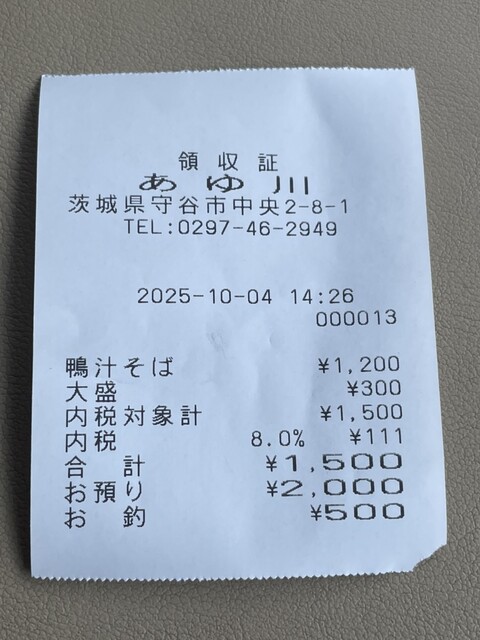 領収証
あゆ川
茨城県守谷市中央2-8-1
TEL:0297-46-2949
2025-10-04 14:26
000013
鴨汁そば ¥1,200
大盛 ¥300
内税対象計 ¥1,500
内税 8.0% ¥111
合 計 ¥1,500
お預り ¥2,000
お 釣 ¥500